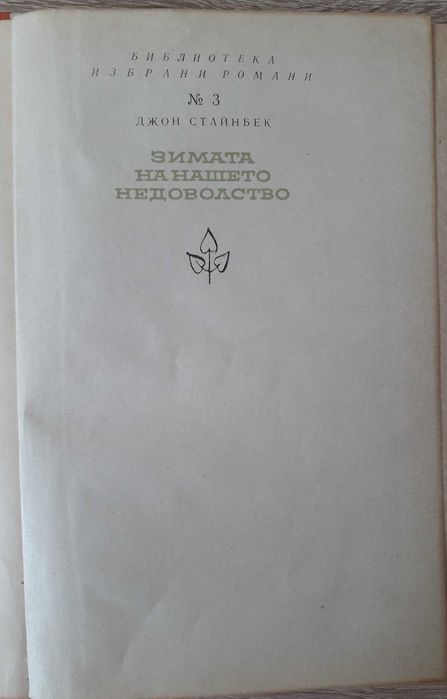 БИБЛИОТЕКА
ИЗБРАНИ РОМАНИ
№ 3
ДЖОН СТАЙНБЕК
ЗИМАТА
НА НАШЕТО
НЕДОВОЛСТВО